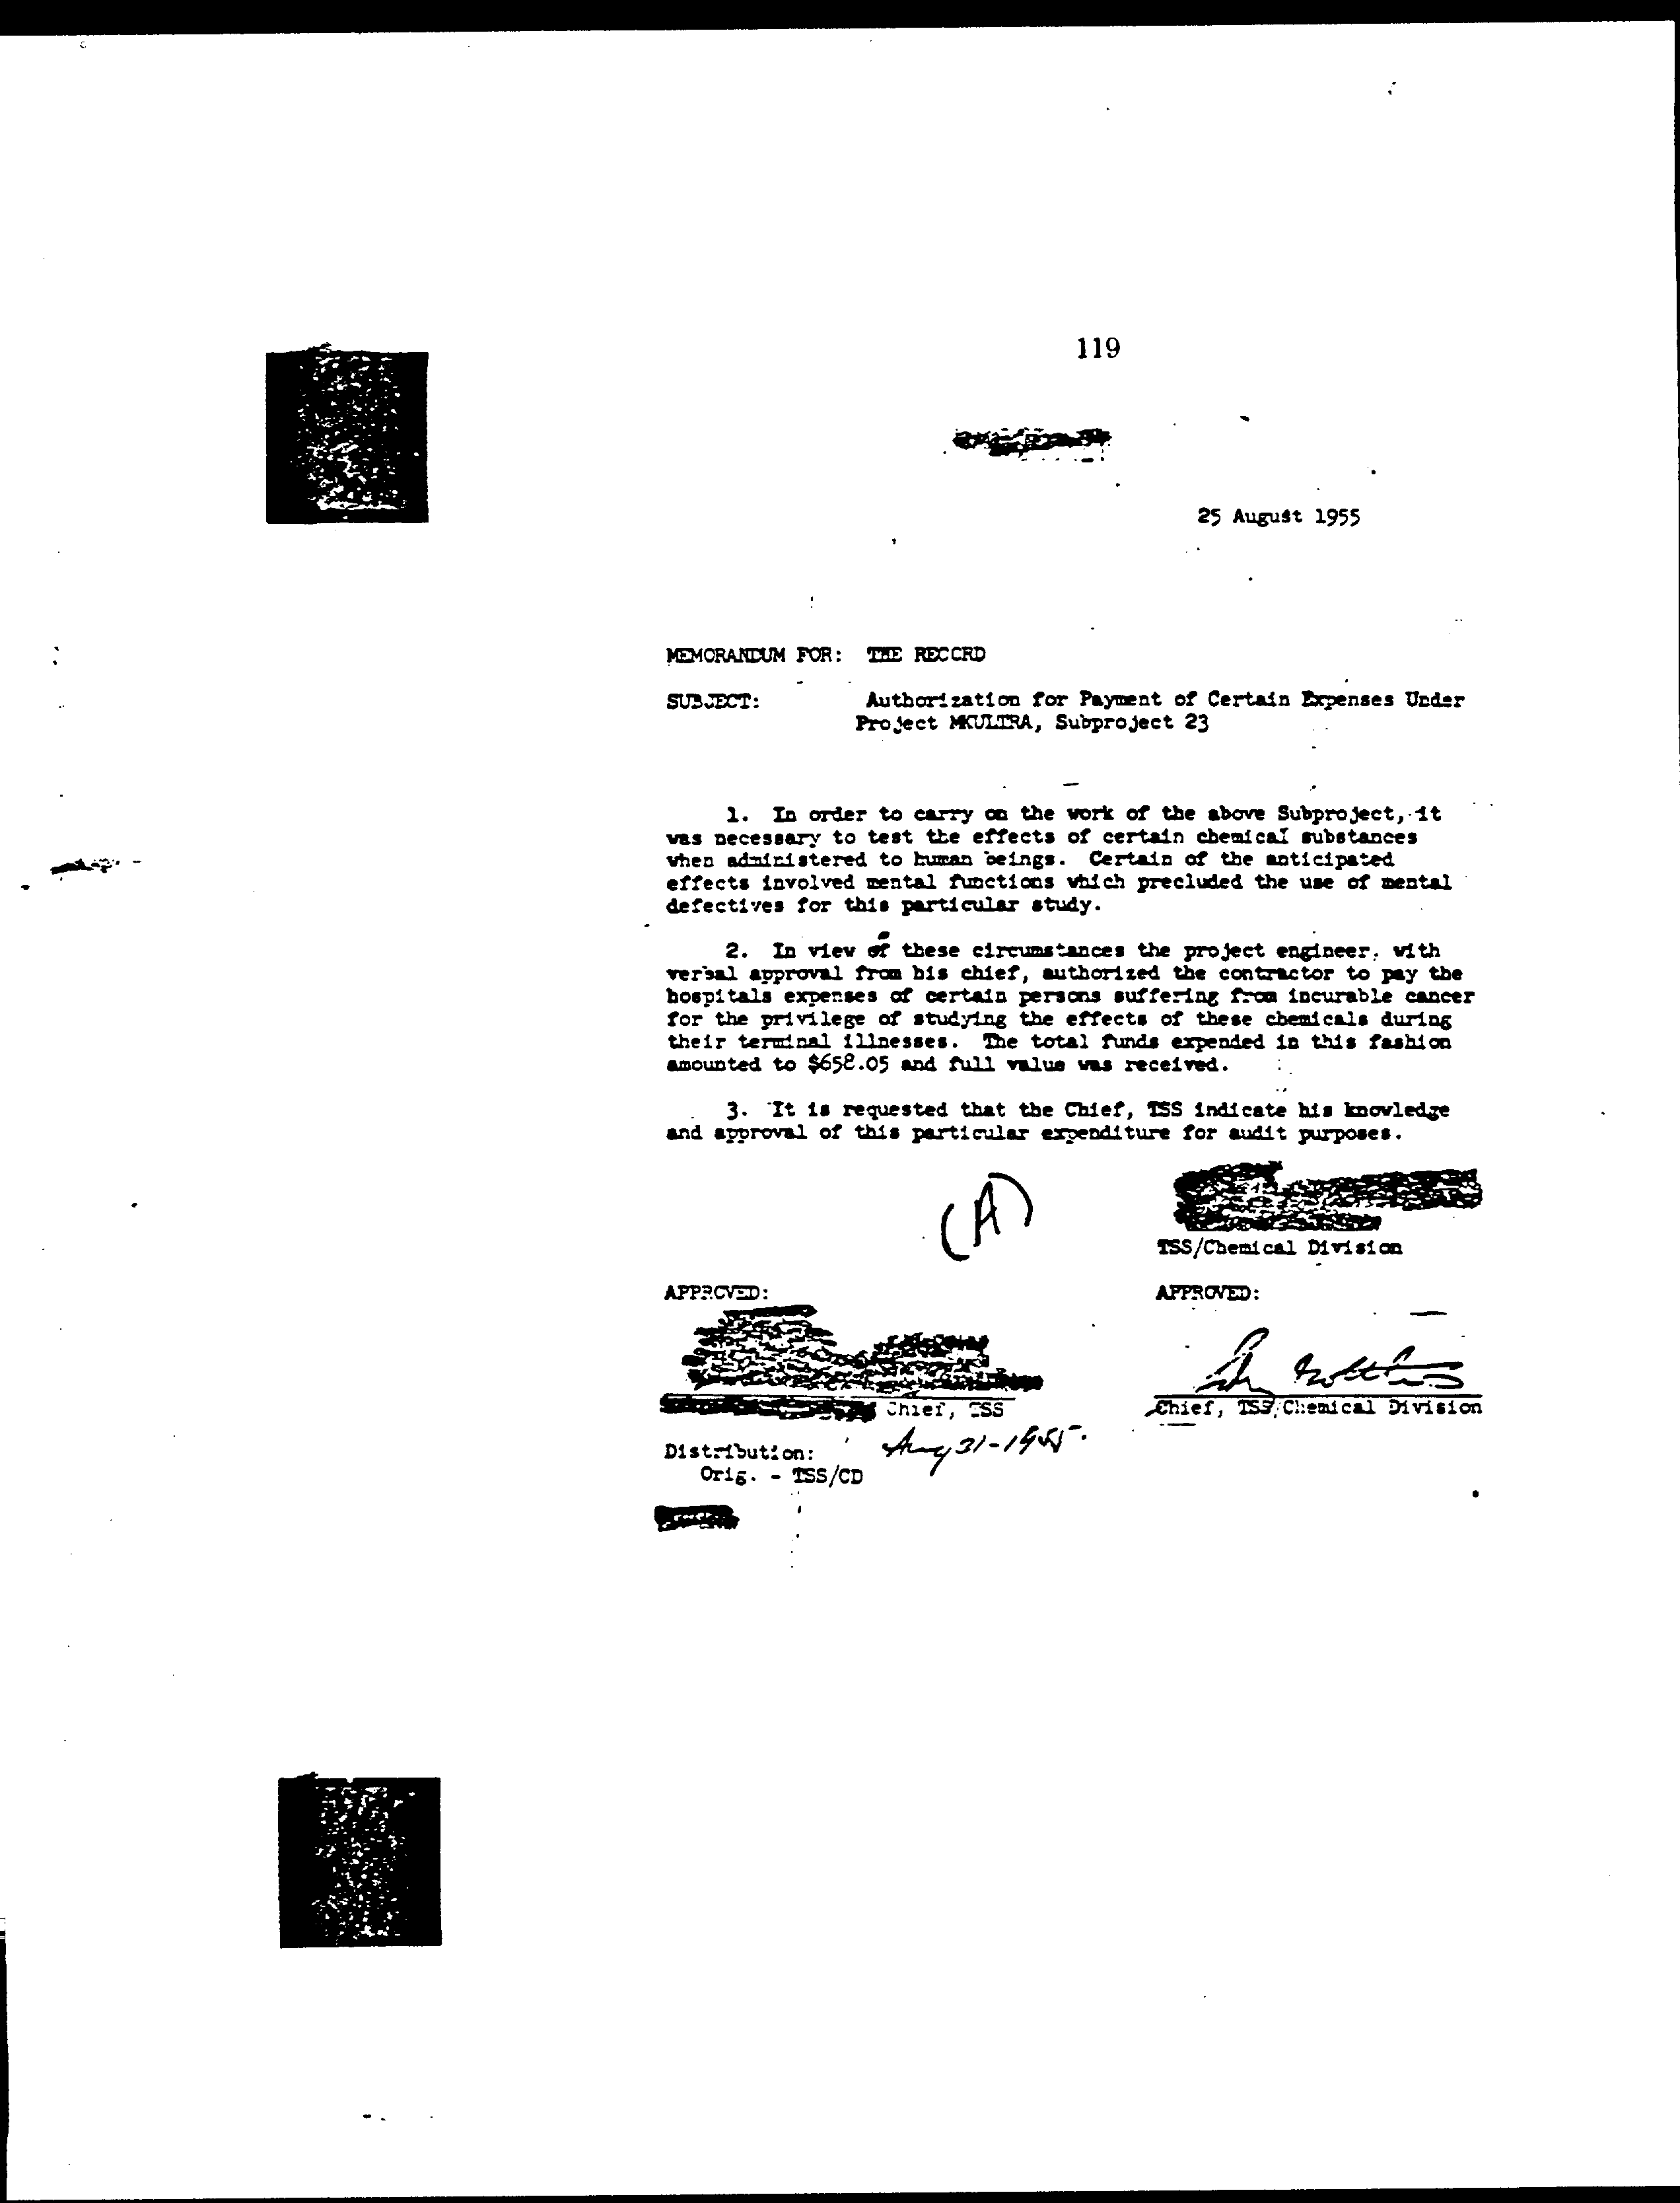 119
25 August 1955
MEMORANDUM FOR: THE RECORD
SUBJECT: Authorization for Payment of Certain Expenses Under
Project MKULTRA, Subproject 23
1. In order to carry on the work of the above Subproject, it
was necessary to test the effects of certain chemical substances
when administered to human beings. Certain of the anticipated
effects involved mental functions which precluded the use of mental
defectives for this particular study.
2. In view of these circumstances the project engineer, with
verbal approval from his chief, authorized the contractor to pay the
hospitals expenses of certain persons suffering from incurable cancer
for the privilege of studying the effects of these chemicals during
their terminal illnesses. The total funds expended in this fashion
amounted to $658.05 and full value was received.
3. It is requested that the Chief, TSS indicate his knowledge
and approval of this particular expenditure for audit purposes.
(A)
TSS/Chemical Division
APPROVED: APPROVED:
Chief, TSS Chief, TSS/Chemical Division
Aug 31-1955.
Distribution:
Orig. - TSS/CD